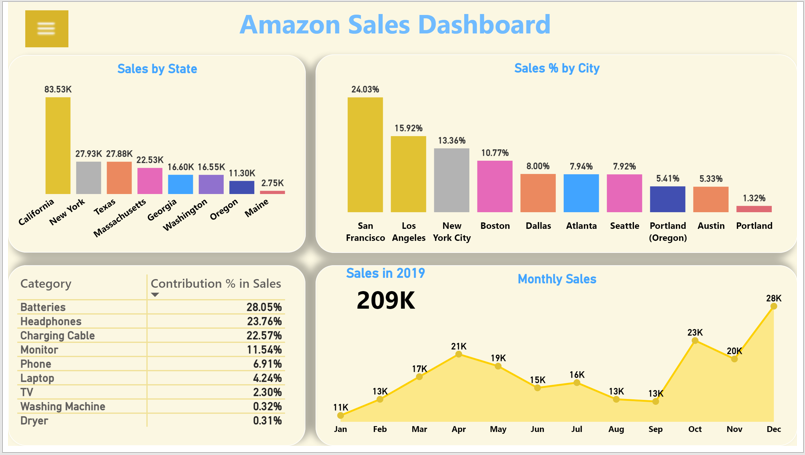 Amazon Sales Dashboard
Sales by State
83.53K
27.93K
27.88K
22.53K
16.60K
16.55K
11.30K
2.75K
California
New York
Texas
Massachusetts
Georgia
Washington
Oregon
Maine
Sales % by City
24.03%
15.92%
13.36%
10.77%
8.00%
7.94%
7.92%
5.41%
5.33%
1.32%
San
Francisco
Los
Angeles
New
York City
Boston
Dallas
Atlanta
Seattle
Portland
(Oregon)
Austin
Portland
Category Contribution % in Sales
Batteries 28.05%
Headphones 23.76%
Charging Cable 22.57%
Monitor 11.54%
Phone 6.91%
Laptop 4.24%
TV 2.30%
Washing Machine 0.32%
Dryer 0.31%
Sales in 2019
209K
Monthly Sales
11K
13K
17K
21K
19K
15K
16K
13K
13K
23K
20K
28K
Jan
Feb
Mar
Apr
May
Jun
Jul
Aug
Sep
Oct
Nov
Dec